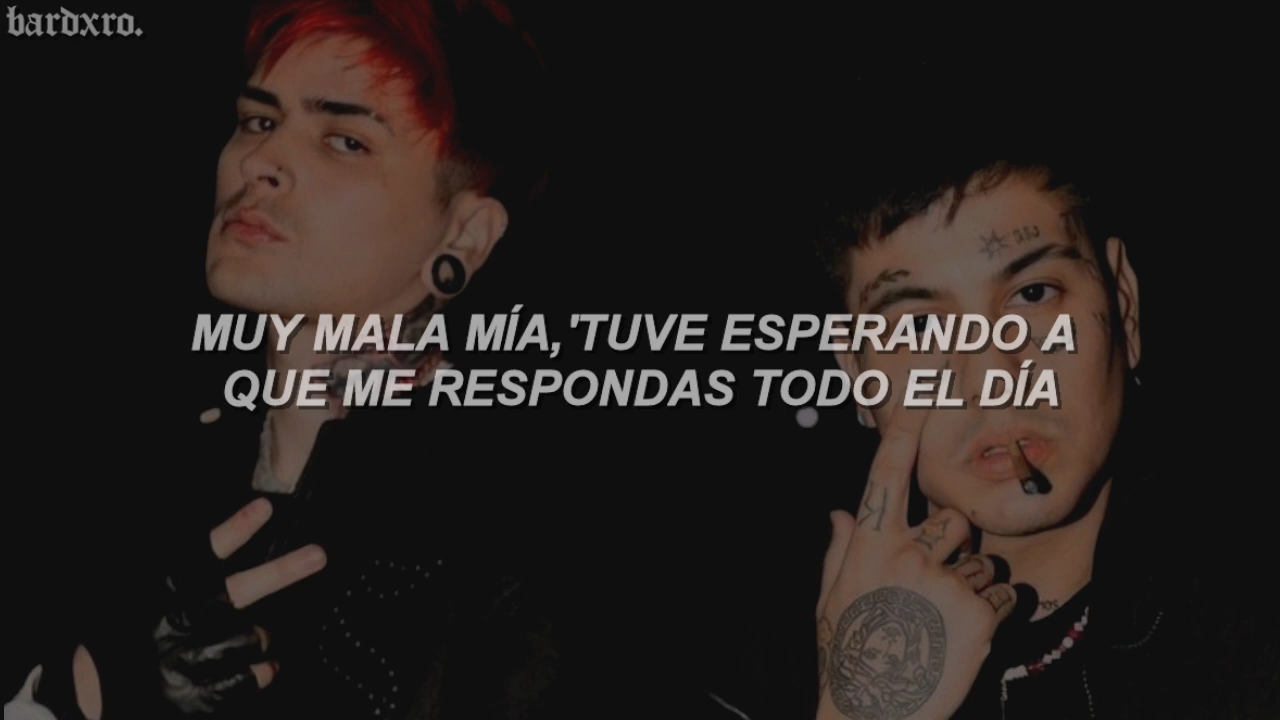 bardxro.
MUY MALA MÍA,'TUVE ESPERANDO A
QUE ME RESPONDAS TODO EL DÍA